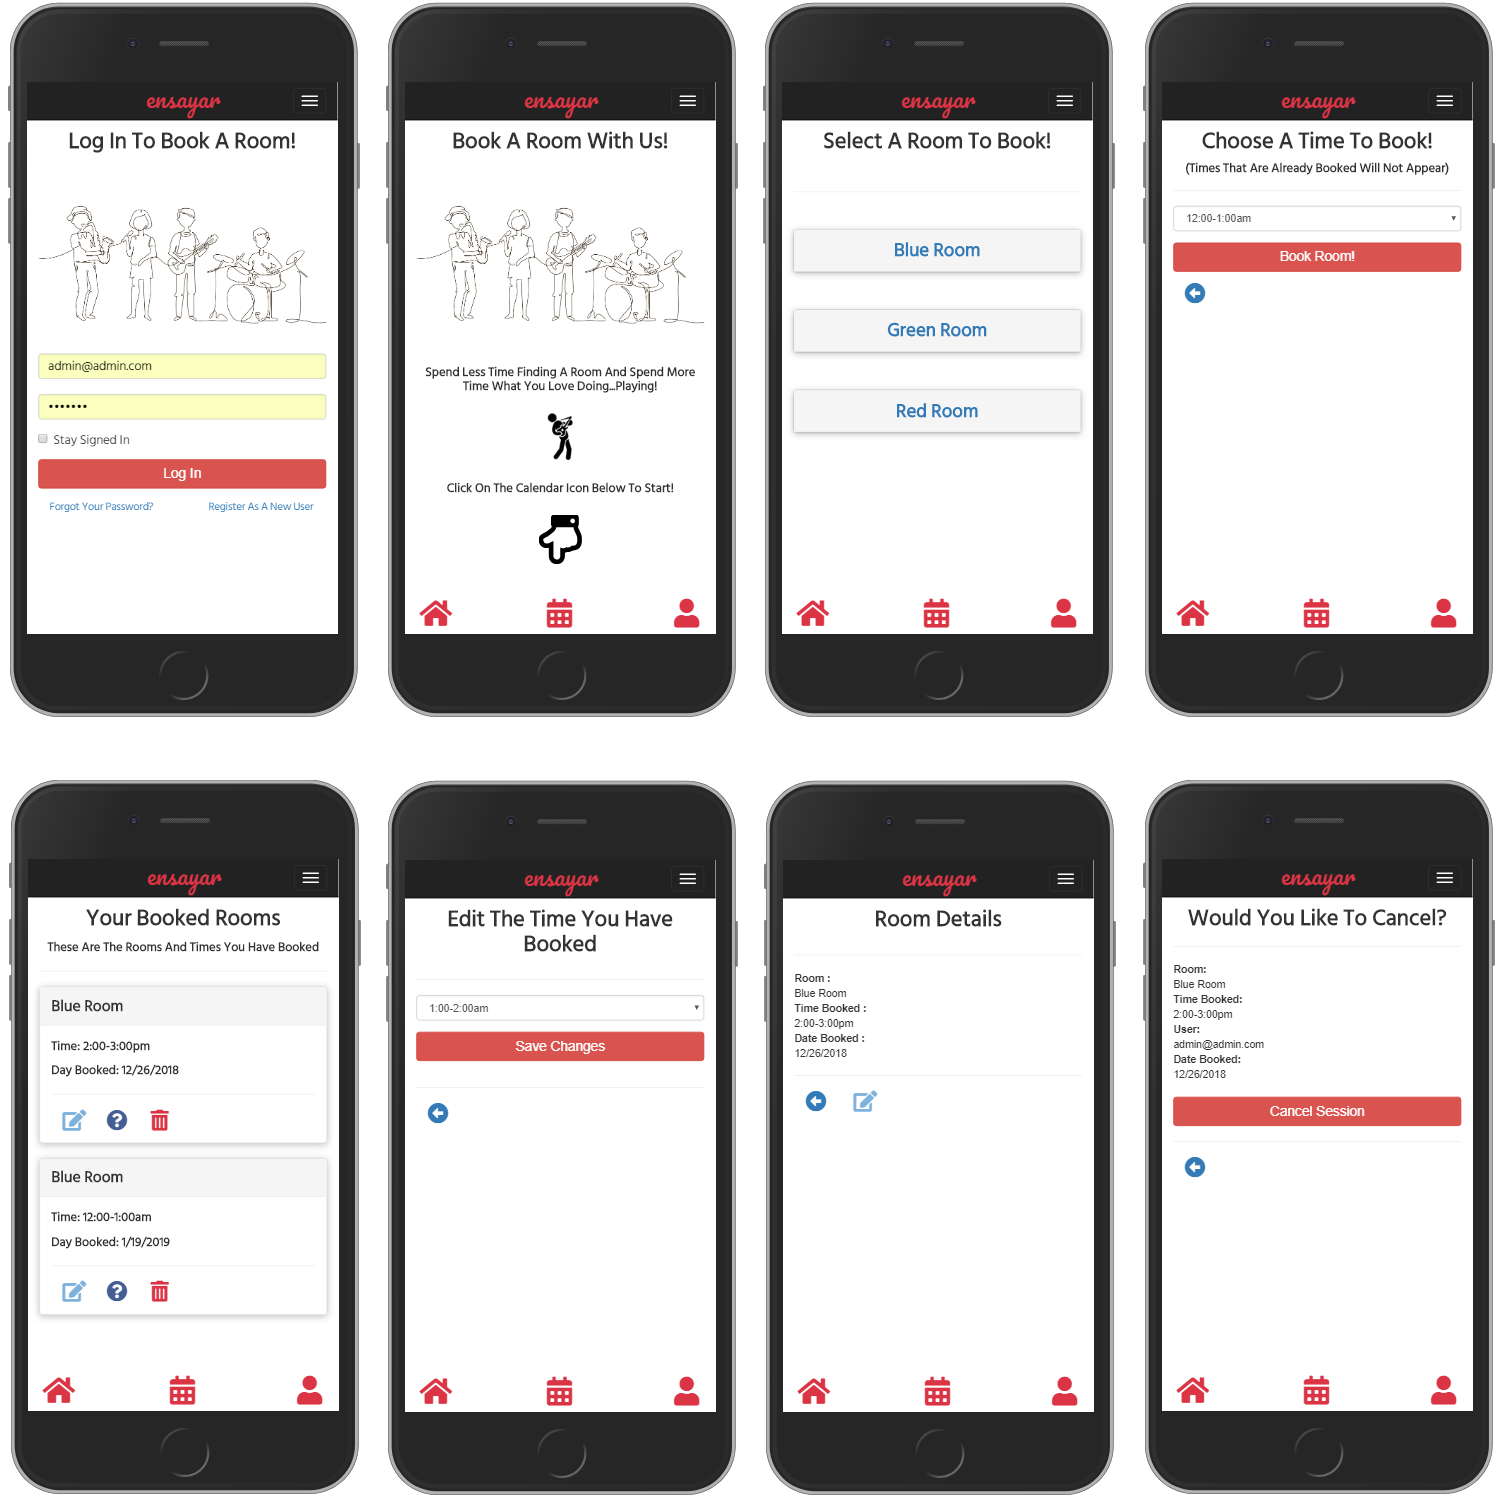 ensayar
Log In To Book A Room!
admin@admin.com
•••••••
Stay Signed In
Log In
Forgot Your Password?
Register As A New User
ensayar
Book A Room With Us!
Spend Less Time Finding A Room And Spend More
Time What You Love Doing...Playing!
Click On The Calendar Icon Below To Start!
ensayar
Select A Room To Book!
Blue Room
Green Room
Red Room
ensayar
Choose A Time To Book!
(Times That Are Already Booked Will Not Appear)
12:00-1:00am
Book Room!
ensayar
Your Booked Rooms
These Are The Rooms And Times You Have Booked
Blue Room
Time: 2:00-3:00pm
Day Booked: 12/26/2018
Blue Room
Time: 12:00-1:00am
Day Booked: 1/19/2019
ensayar
Edit The Time You Have
Booked
1:00-2:00am
Save Changes
ensayar
Room Details
Room :
Blue Room
Time Booked :
2:00-3:00pm
Date Booked :
12/26/2018
ensayar
Would You Like To Cancel?
Room:
Blue Room
Time Booked:
2:00-3:00pm
User:
admin@admin.com
Date Booked:
12/26/2018
Cancel Session